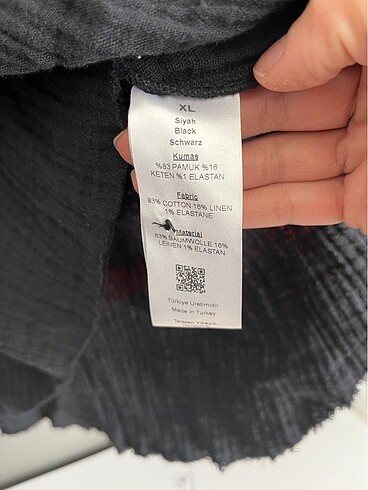 XL
Siyah
Black
Schwarz
Kumas
%83 PAMUK %16
KETEN %1 ELASTAN
Fabric
83% COTTON 16% LINEN
1% ELASTANE
Material
83% BAUMWOLLE 16%
LEINEN 1% ELASTAN
Türkiye Üretimidir
Made in Turkey